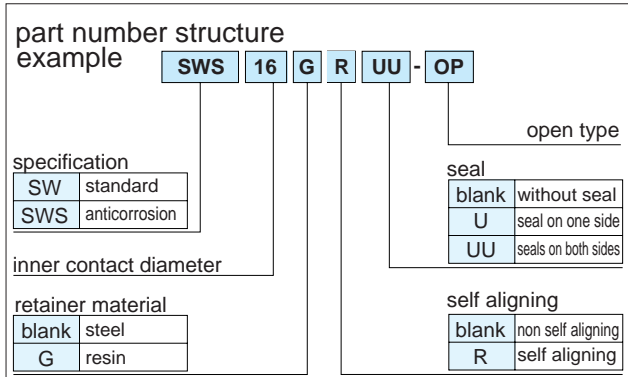 part number structure
example
SWS 16 G R UU - OP
open type
specification
SW standard
SWS anticorrosion
inner contact diameter
retainer material
blank steel
G resin
seal
blank without seal
U seal on one side
UU seals on both sides
self aligning
blank non self aligning
R self aligning